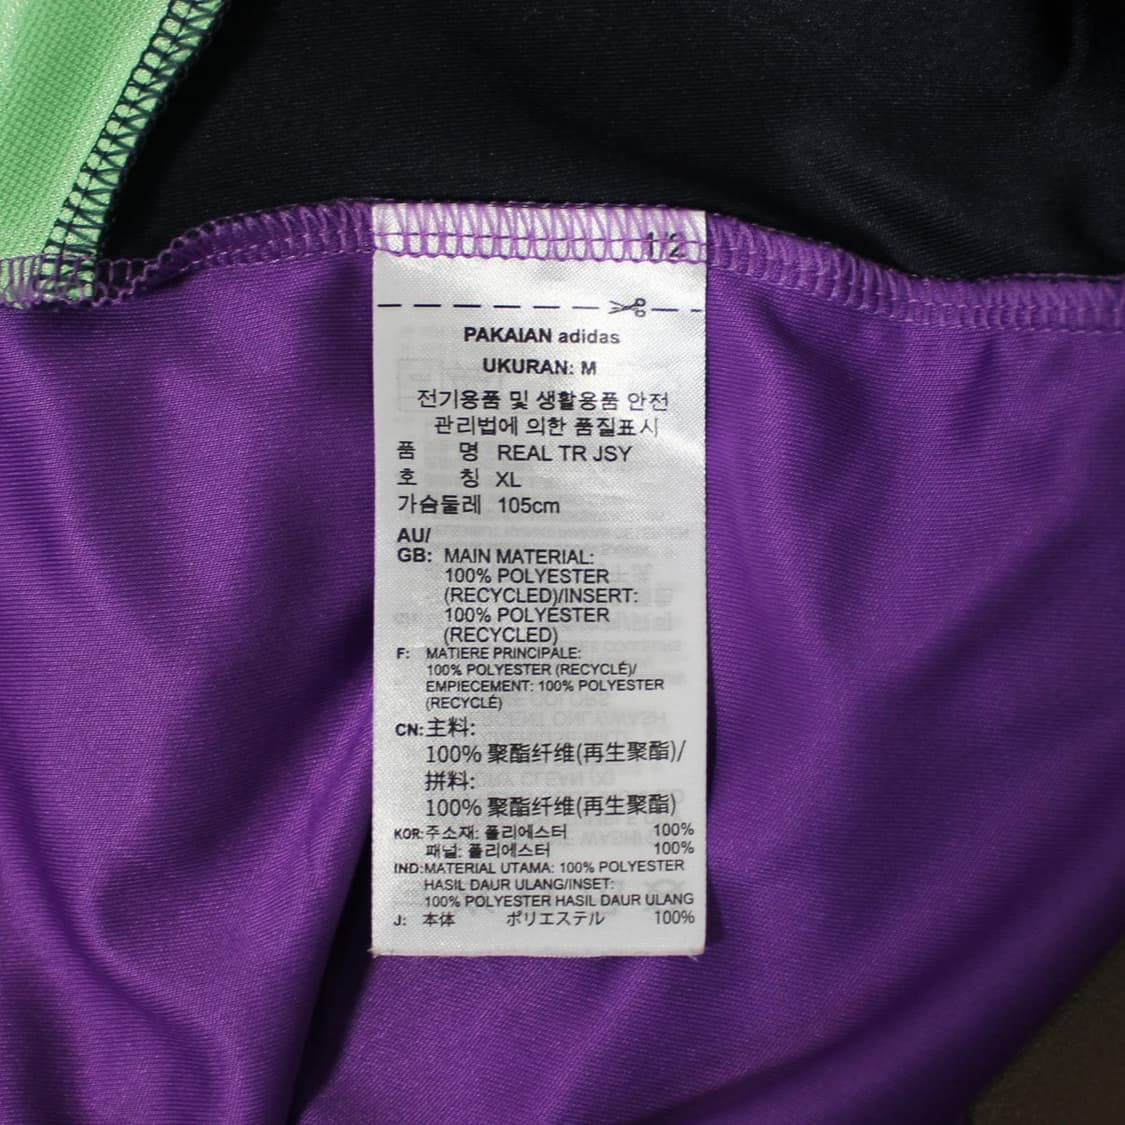 1/2
PAKAIAN adidas
UKURAN: M
전기용품 및 생활용품 안전
관리법에 의한 품질표시
품 명 REAL TR JSY
호 칭 XL
가슴둘레 105cm
AU/
GB: MAIN MATERIAL:
100% POLYESTER
(RECYCLED)/INSERT:
100% POLYESTER
(RECYCLED)
F: MATIERE PRINCIPALE:
100% POLYESTER (RECYCLÉ)/
EMPIECEMENT: 100% POLYESTER
(RECYCLÉ)
CN: 主料:
100% 聚酯纤维(再生聚酯)/
拼料:
100% 聚酯纤维(再生聚酯)
KOR: 주소재: 폴리에스터 100%
패널: 폴리에스터 100%
IND: MATERIAL UTAMA: 100% POLYESTER
HASIL DAUR ULANG/INSET:
100% POLYESTER HASIL DAUR ULANG
J: 本体 ポリエステル 100%